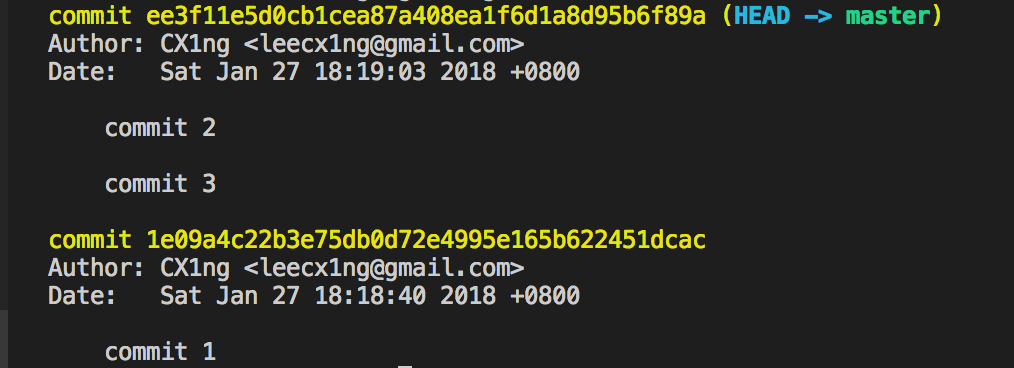 commit ee3f11e5d0cb1cea87a408ea1f6d1a8d95b6f89a (HEAD -> master)
Author: CX1ng <leecx1ng@gmail.com>
Date:   Sat Jan 27 18:19:03 2018 +0800
commit 2
commit 3
commit 1e09a4c22b3e75db0d72e4995e165b622451dcac
Author: CX1ng <leecx1ng@gmail.com>
Date:   Sat Jan 27 18:18:40 2018 +0800
commit 1